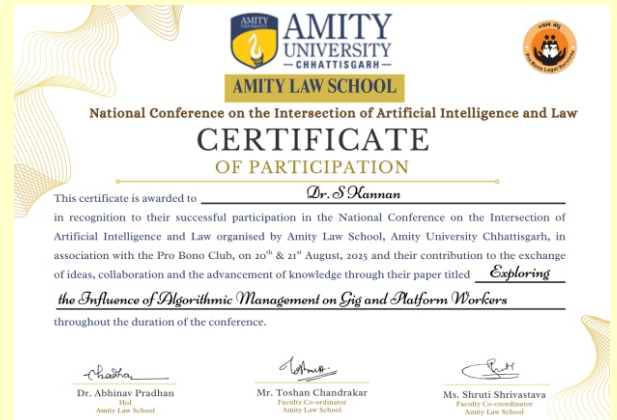 AMITY
UNIVERSITY
AMITY
UNIVERSITY
CHHATTISGARH
AMITY LAW SCHOOL
न्याय बंधु
Pro Bono Legal Services
National Conference on the Intersection of Artificial Intelligence and Law
CERTIFICATE
OF PARTICIPATION
This certificate is awarded to Dr. S Kannan
in recognition to their successful participation in the National Conference on the Intersection of
Artificial Intelligence and Law organised by Amity Law School, Amity University Chhattisgarh, in
association with the Pro Bono Club, on 20th & 21st August, 2025 and their contribution to the exchange
of ideas, collaboration and the advancement of knowledge through their paper titled Exploring
the Influence of Algorithmic Management on Gig and Platform Workers
throughout the duration of the conference.
Dr. Abhinav Pradhan
HoI
Amity Law School
Mr. Toshan Chandrakar
Faculty Co-ordinator
Amity Law School
Ms. Shruti Shrivastava
Faculty Co-coordinator
Amity Law School